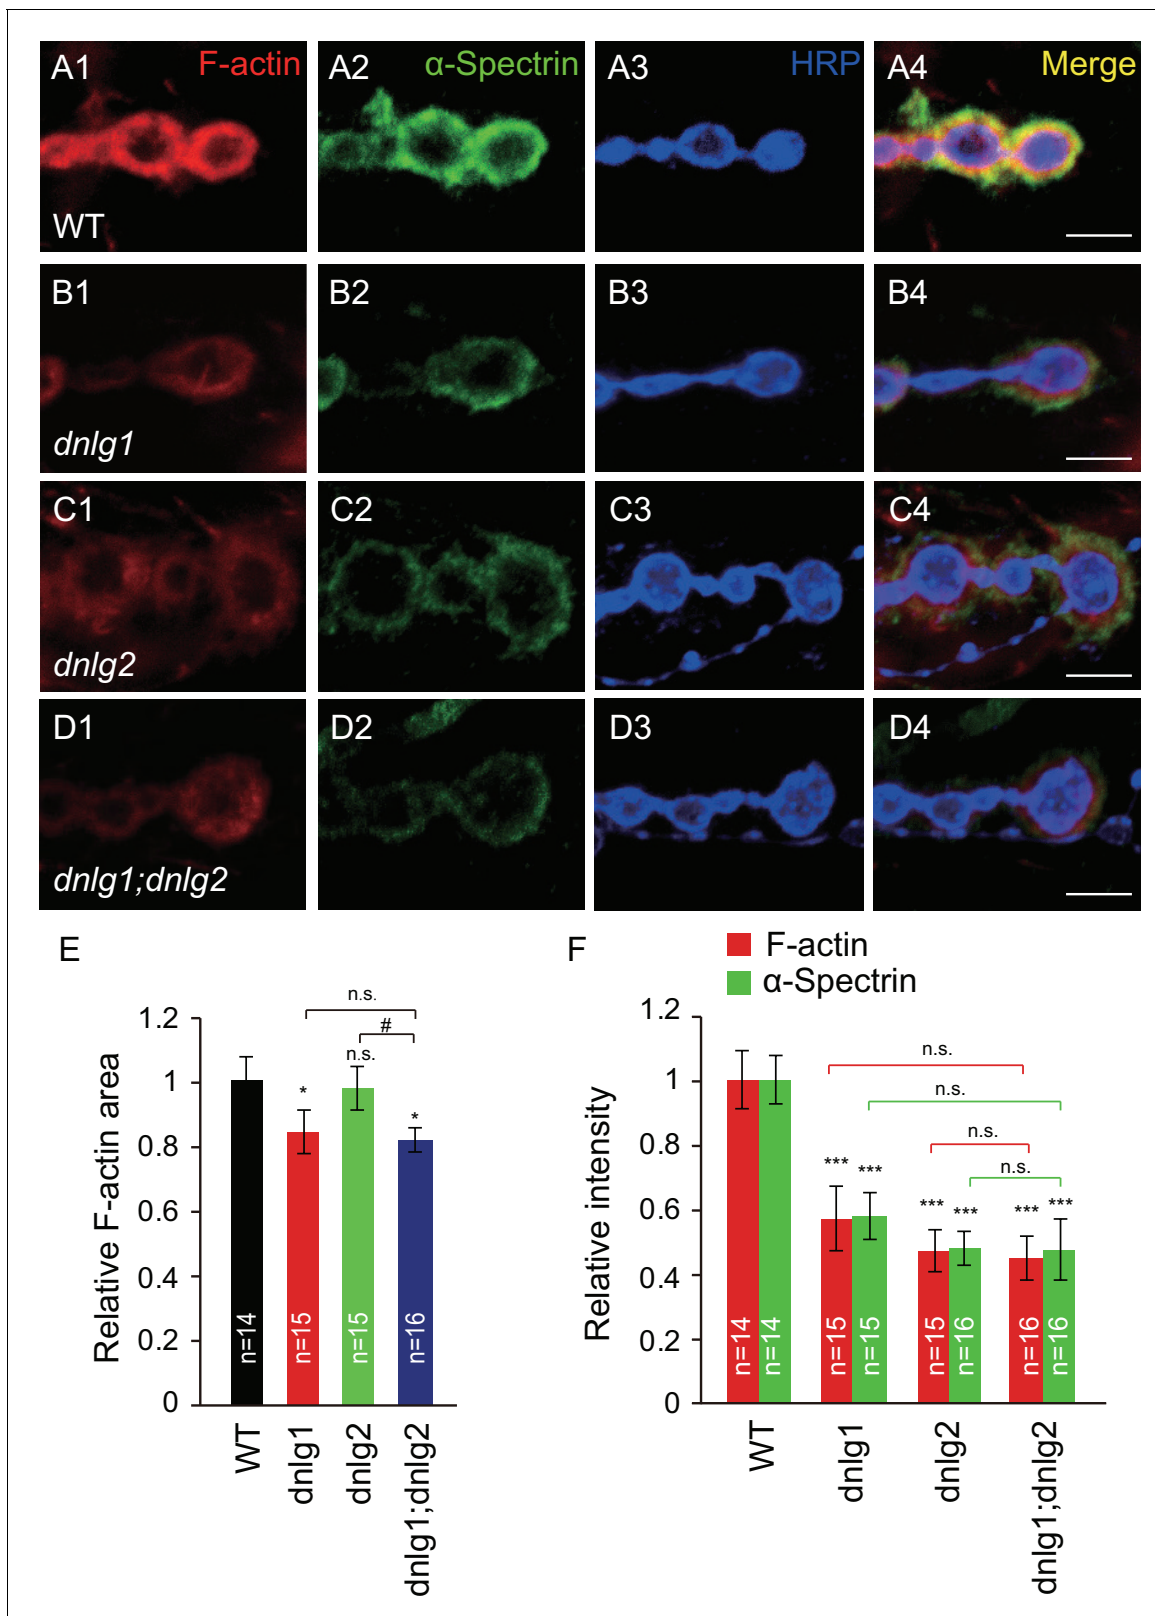 A1 F-actin A2 α-Spectrin A3 HRP A4 Merge
WT
B1 B2 B3 B4
dnlg1
C1 C2 C3 C4
dnlg2
D1 D2 D3 D4
dnlg1;dnlg2
E
Relative F-actin area
1.2
1
0.8
0.6
0.4
0.2
0
n.s.
#
n.s.
*
*
n=14 n=15 n=15 n=16
WT dnlg1 dnlg2 dnlg1;dnlg2
F
F-actin
α-Spectrin
Relative intensity
1.2
1
0.8
0.6
0.4
0.2
0
n.s.
n.s.
n.s.
n.s.
*** *** *** *** *** ***
n=14 n=14 n=15 n=15 n=15 n=16 n=16 n=16
WT dnlg1 dnlg2 dnlg1;dnlg2